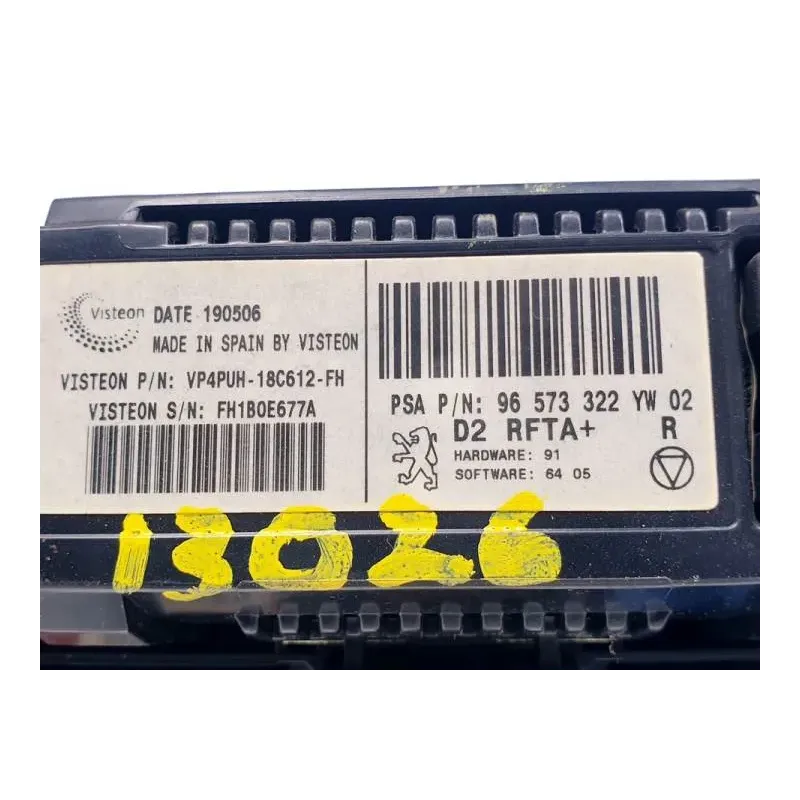 Visteon DATE 190506
MADE IN SPAIN BY VISTEON
VISTEON P/N: VP4PUH-18C612-FH
VISTEON S/N: FH1B0E677A
PSA P/N: 96 573 322 YW 02
D2 RFTA+ R
HARDWARE: 91
SOFTWARE: 64 05
13026